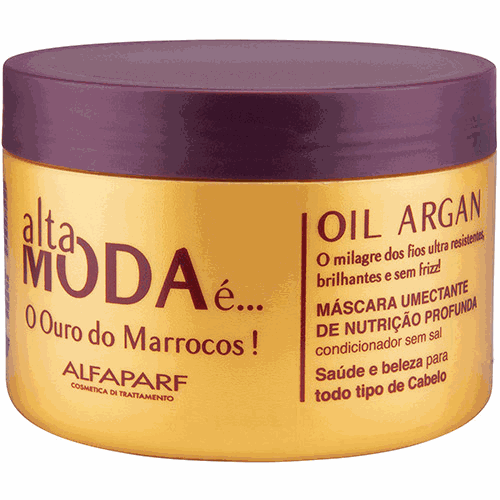 alta
MODA é...
O Ouro do Marrocos !
ALFAPARF
COSMETICA DI TRATTAMENTO
OIL ARGAN
O milagre dos fios ultra resistentes,
brilhantes e sem frizz!
MÁSCARA UMECTANTE
DE NUTRIÇÃO PROFUNDA
condicionador sem sal
Saúde e beleza para
todo tipo de Cabelo